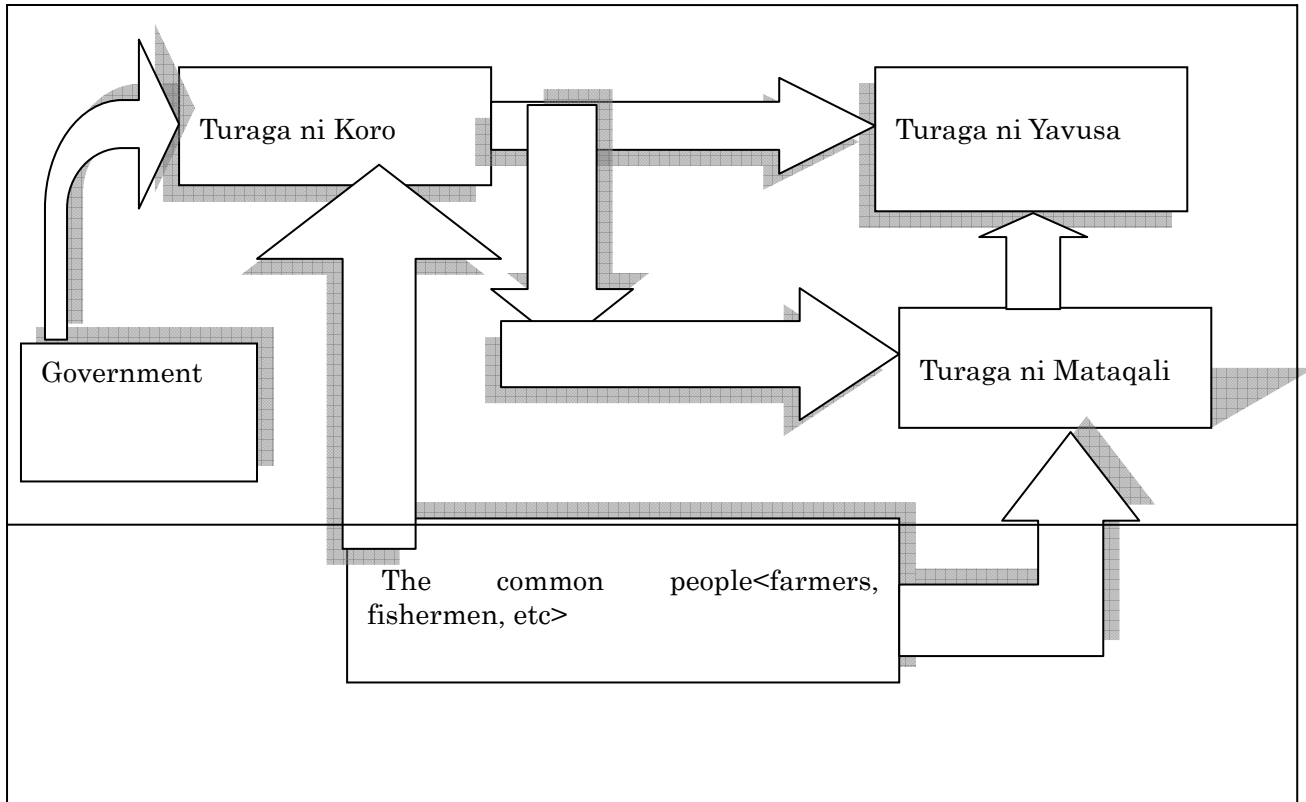 Turaga ni Koro
Turaga ni Yavusa
Government
Turaga ni Mataqali
The common people<farmers,
fishermen, etc>